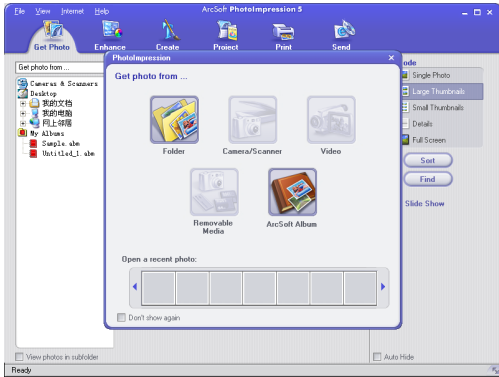 File View Internet Help
ArcSoft PhotoImpression 5
Get Photo Enhance Create Project Print Send
Get photo from ...
Cameras & Scanners
Desktop
我的文档
我的电脑
网上邻居
My Albums
Sample.abm
Untitled_1.abm
PhotoImpression
Get photo from ...
Folder Camera/Scanner Video
Removable Media ArcSoft Album
Open a recent photo:
Don't show again
ode
Single Photo
Large Thumbnails
Small Thumbnails
Details
Full Screen
Sort
Find
Slide Show
View photos in subfolder
Auto Hide
Ready